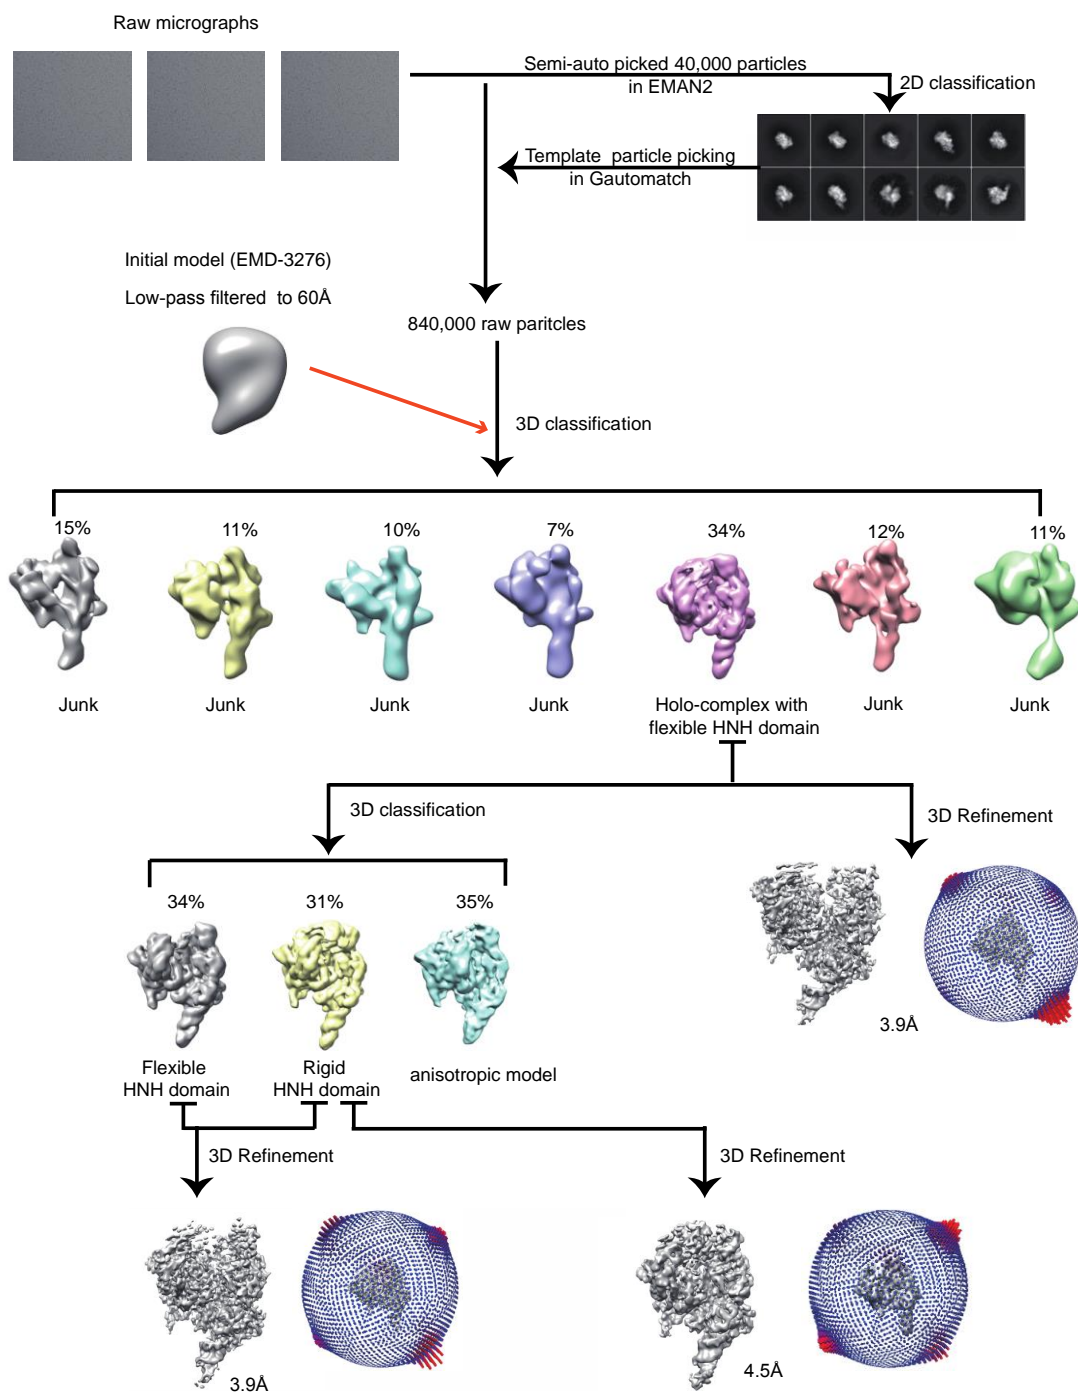 Raw micrographs
Semi-auto picked 40,000 particles
in EMAN2
2D classification
Template particle picking
in Gautomatch
Initial model (EMD-3276)
Low-pass filtered to 60Å
840,000 raw paritcles
3D classification
15%
11%
10%
7%
34%
12%
11%
Junk
Junk
Junk
Junk
Holo-complex with
flexible HNH domain
Junk
Junk
3D classification
3D Refinement
34%
31%
35%
3.9Å
Flexible
HNH domain
Rigid
HNH domain
anisotropic model
3D Refinement
3D Refinement
3.9Å
4.5Å